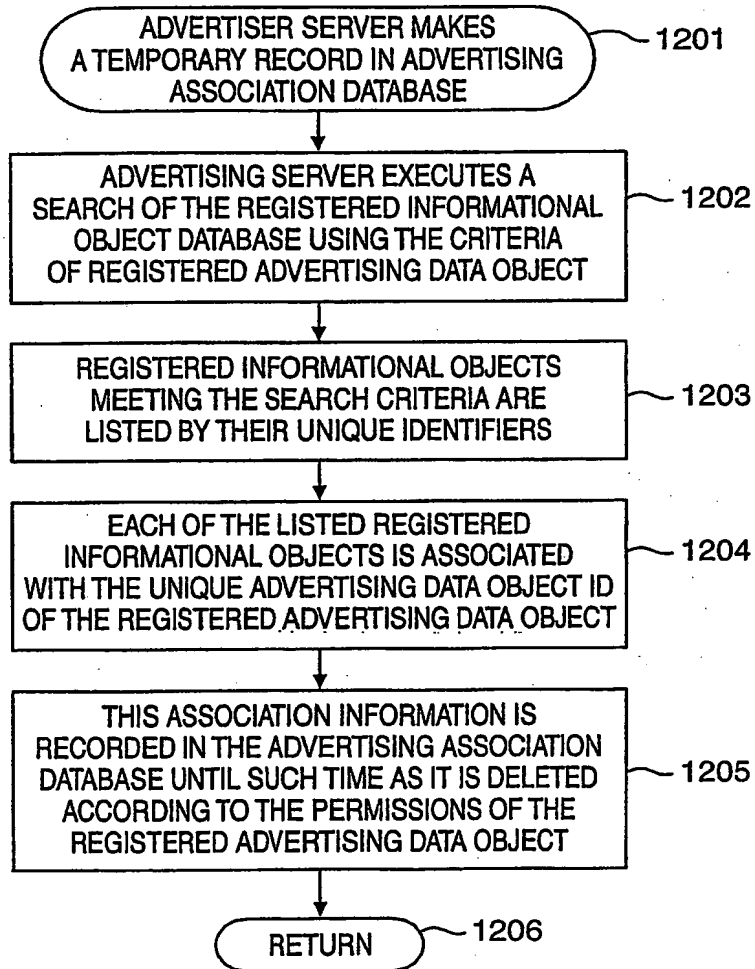 ADVERTISER SERVER MAKES
A TEMPORARY RECORD IN ADVERTISING
ASSOCIATION DATABASE
1201
ADVERTISING SERVER EXECUTES A
SEARCH OF THE REGISTERED INFORMATIONAL
OBJECT DATABASE USING THE CRITERIA
OF REGISTERED ADVERTISING DATA OBJECT
1202
REGISTERED INFORMATIONAL OBJECTS
MEETING THE SEARCH CRITERIA ARE
LISTED BY THEIR UNIQUE IDENTIFIERS
1203
EACH OF THE LISTED REGISTERED
INFORMATIONAL OBJECTS IS ASSOCIATED
WITH THE UNIQUE ADVERTISING DATA OBJECT ID
OF THE REGISTERED ADVERTISING DATA OBJECT
1204
THIS ASSOCIATION INFORMATION IS
RECORDED IN THE ADVERTISING ASSOCIATION
DATABASE UNTIL SUCH TIME AS IT IS DELETED
ACCORDING TO THE PERMISSIONS OF THE
REGISTERED ADVERTISING DATA OBJECT
1205
RETURN
1206